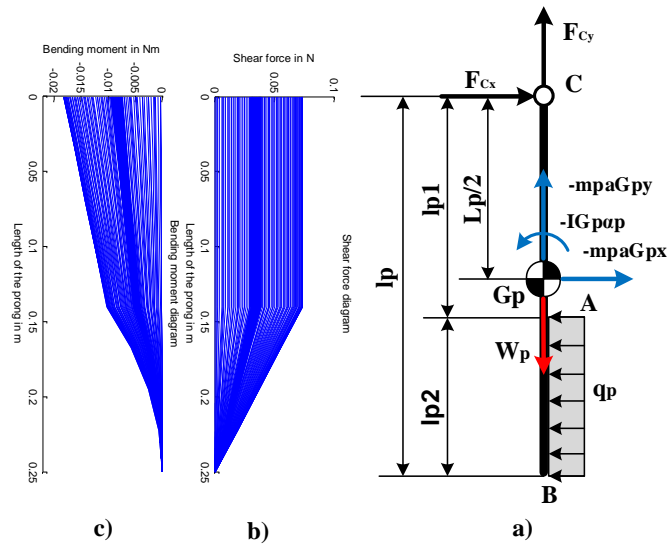 Bending moment in Nm
-0.02
-0.015
-0.01
-0.005
0
0
0.05
0.1
0.15
0.2
0.25
Length of the prong in m
Bending moment diagram
c)
Shear force in N
0
0.05
0.1
0
0.05
0.1
0.15
0.2
0.25
Length of the prong in m
Shear force diagram
b)
FCy
FCx
C
lp
lp1
Lp/2
-mpaGpy
-IGpαp
-mpaGpx
Gp
A
Wp
lp2
qp
B
a)